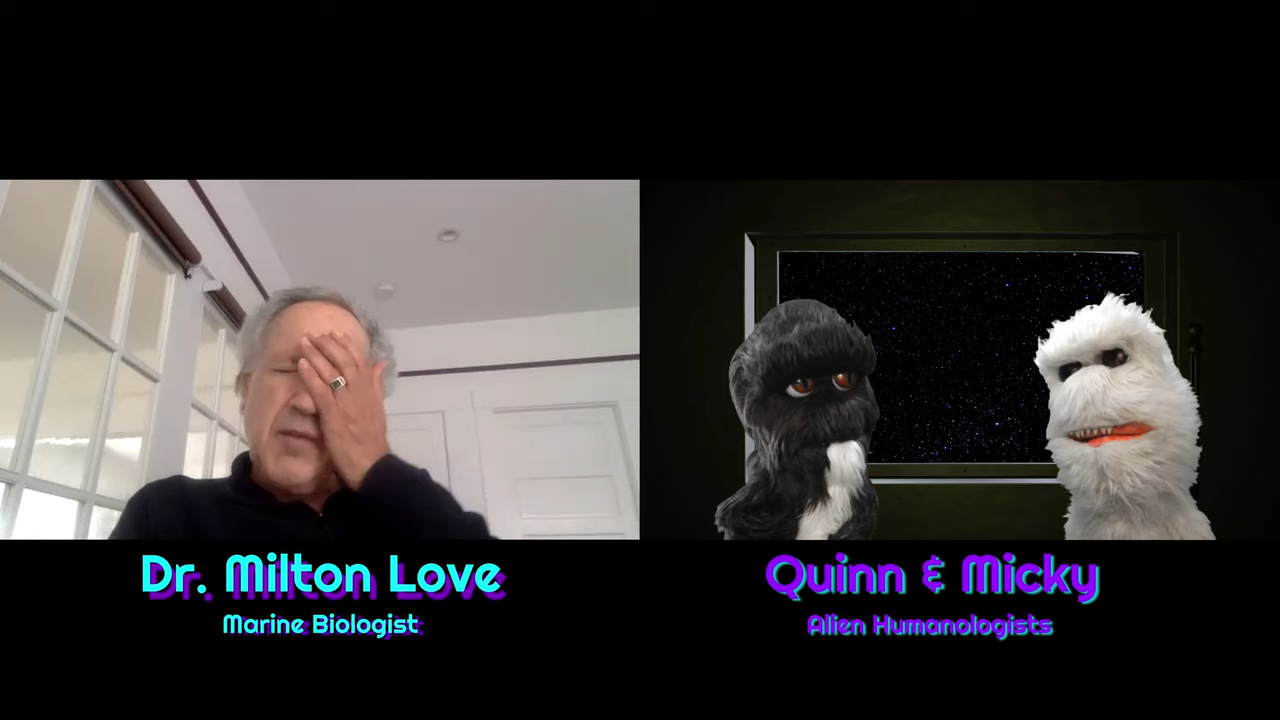 Dr. Milton Love
Marine Biologist
Quinn & Micky
Alien Humanologists